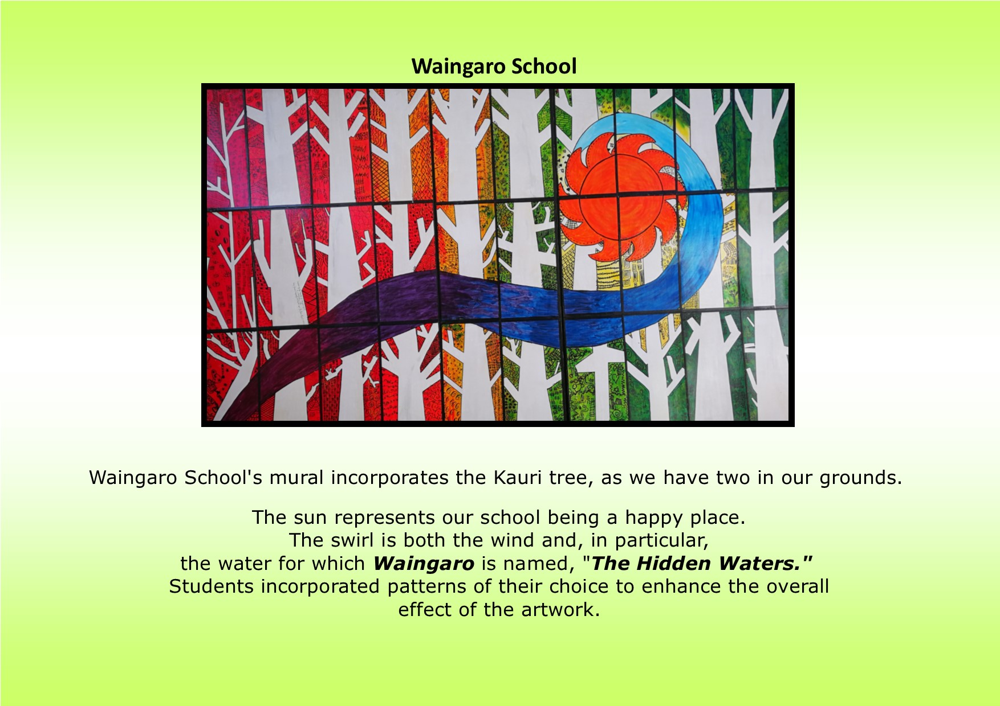 Waingaro School
Waingaro School's mural incorporates the Kauri tree, as we have two in our grounds.
The sun represents our school being a happy place.
The swirl is both the wind and, in particular,
the water for which Waingaro is named, "The Hidden Waters."
Students incorporated patterns of their choice to enhance the overall
effect of the artwork.